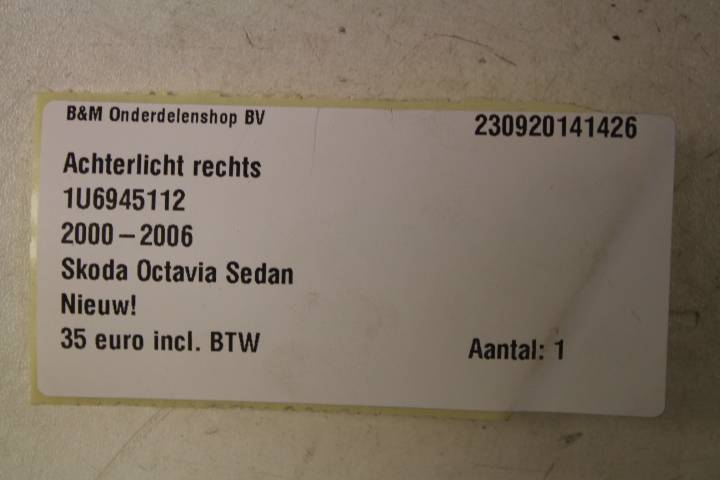 B&M Onderdelenshop BV
230920141426
Achterlicht rechts
1U6945112
2000 – 2006
Skoda Octavia Sedan
Nieuw!
35 euro incl. BTW
Aantal: 1